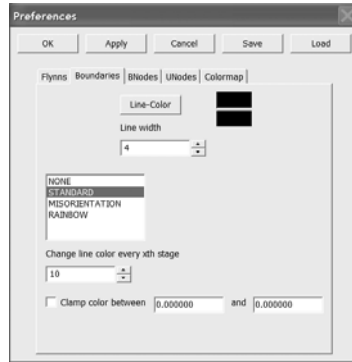 Preferences
OK Apply Cancel Save Load
Flynns Boundaries BNodes UNodes Colormap
Line-Color
Line width
4
NONE
STANDARD
MISORIENTATION
RAINBOW
Change line color every xth stage
10
Clamp color between 0.000000 and 0.000000